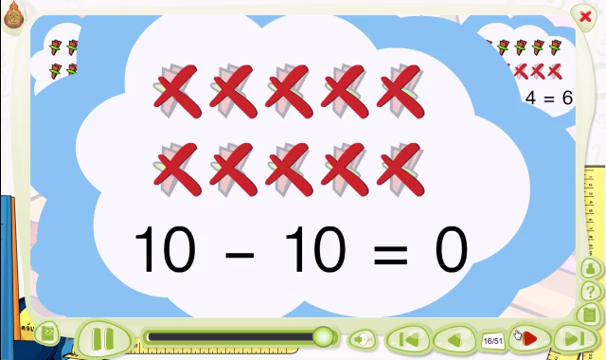 4 = 6
10 − 10 = 0
16/51
?